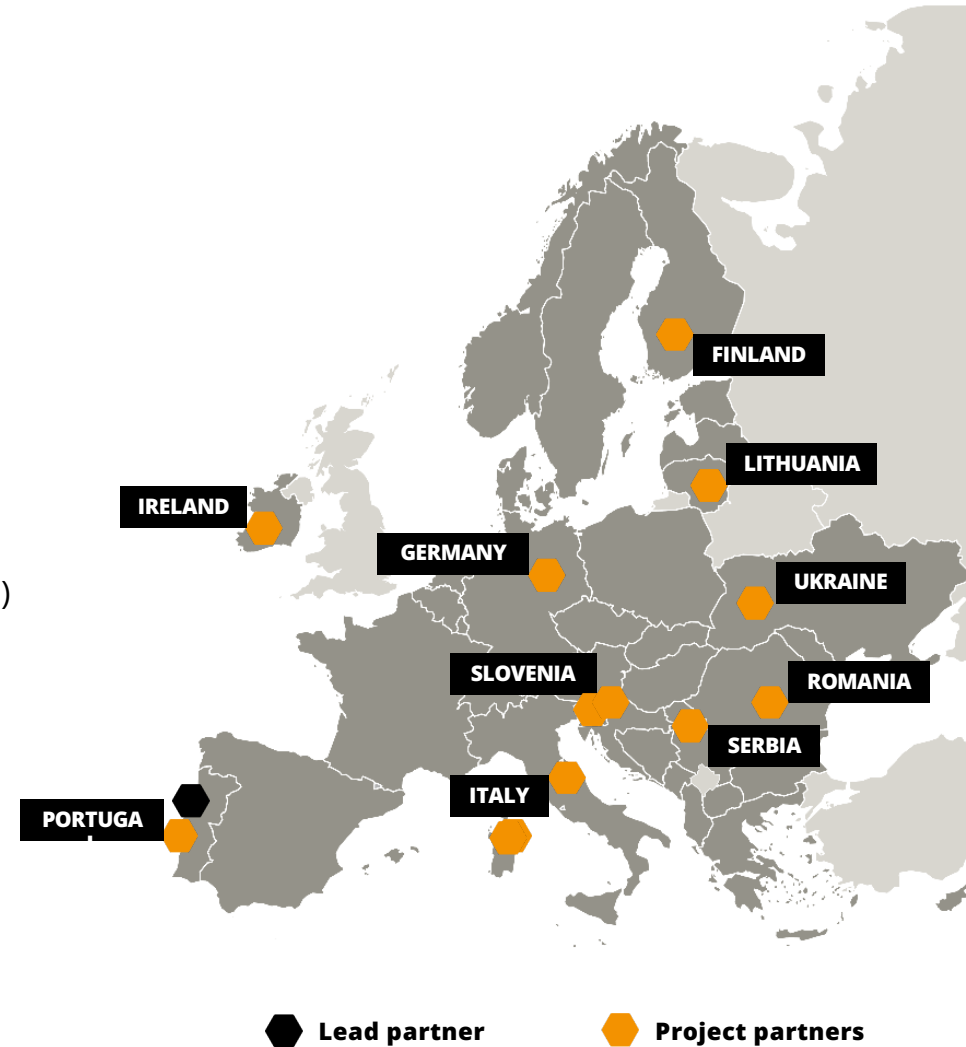 FINLAND
LITHUANIA
IRELAND
GERMANY
UKRAINE
)
SLOVENIA
ROMANIA
SERBIA
ITALY
PORTUGA
Lead partner
Project partners